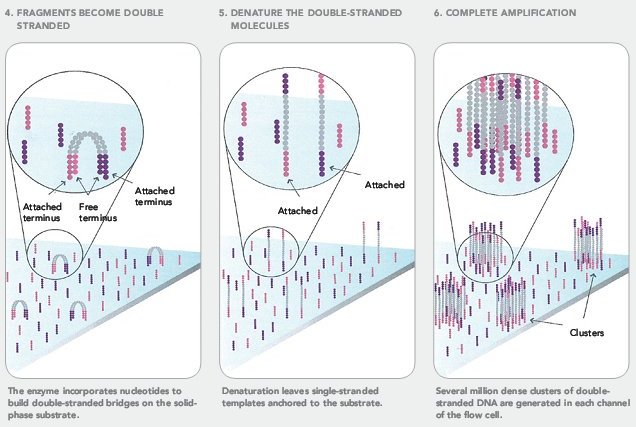 4. FRAGMENTS BECOME DOUBLE
STRANDED
Attached
terminus
Free
terminus
Attached
terminus
The enzyme incorporates nucleotides to
build double-stranded bridges on the solid-
phase substrate.
5. DENATURE THE DOUBLE-STRANDED
MOLECULES
Attached
Attached
Denaturation leaves single-stranded
templates anchored to the substrate.
6. COMPLETE AMPLIFICATION
Clusters
Several million dense clusters of double-
stranded DNA are generated in each channel
of the flow cell.